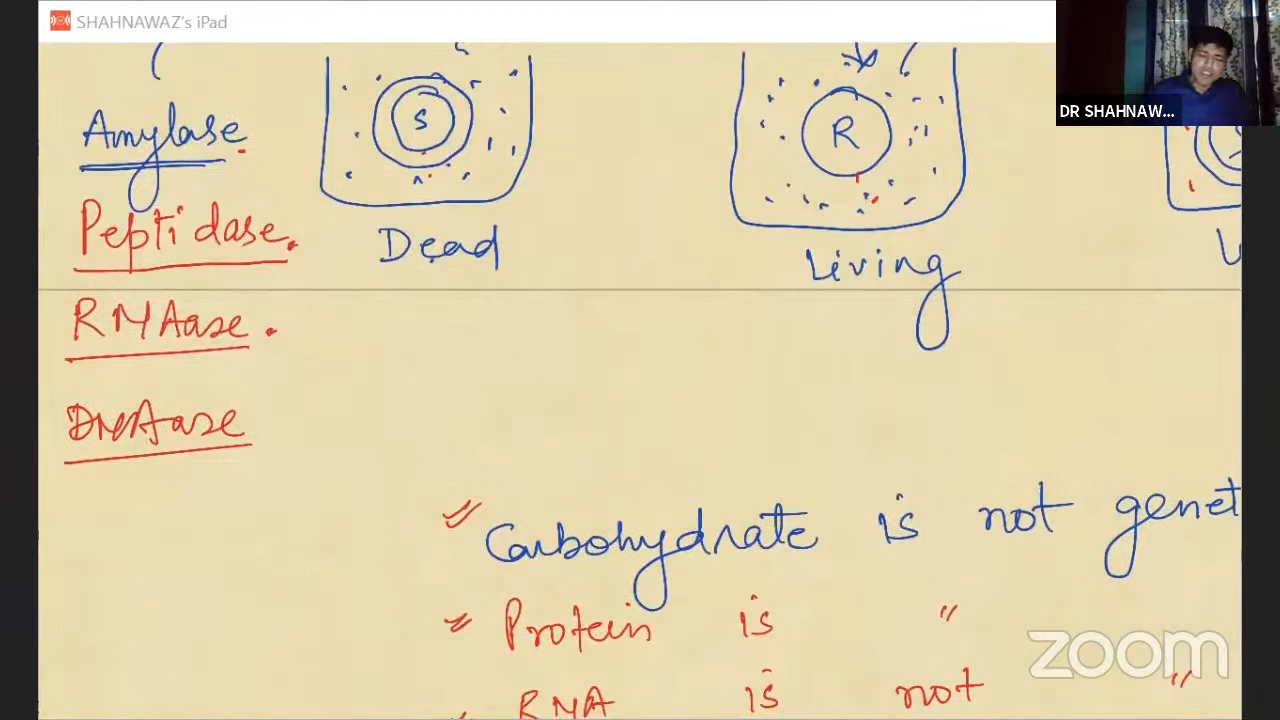 SHAHNAWAZ's iPad
DR SHAHNAW...
S
R
Amylase.
Peptidase.
Dead
Living
RNAase.
DNAase
Carbohydrate is not genet
Protein is "
RNA is not "
zoom